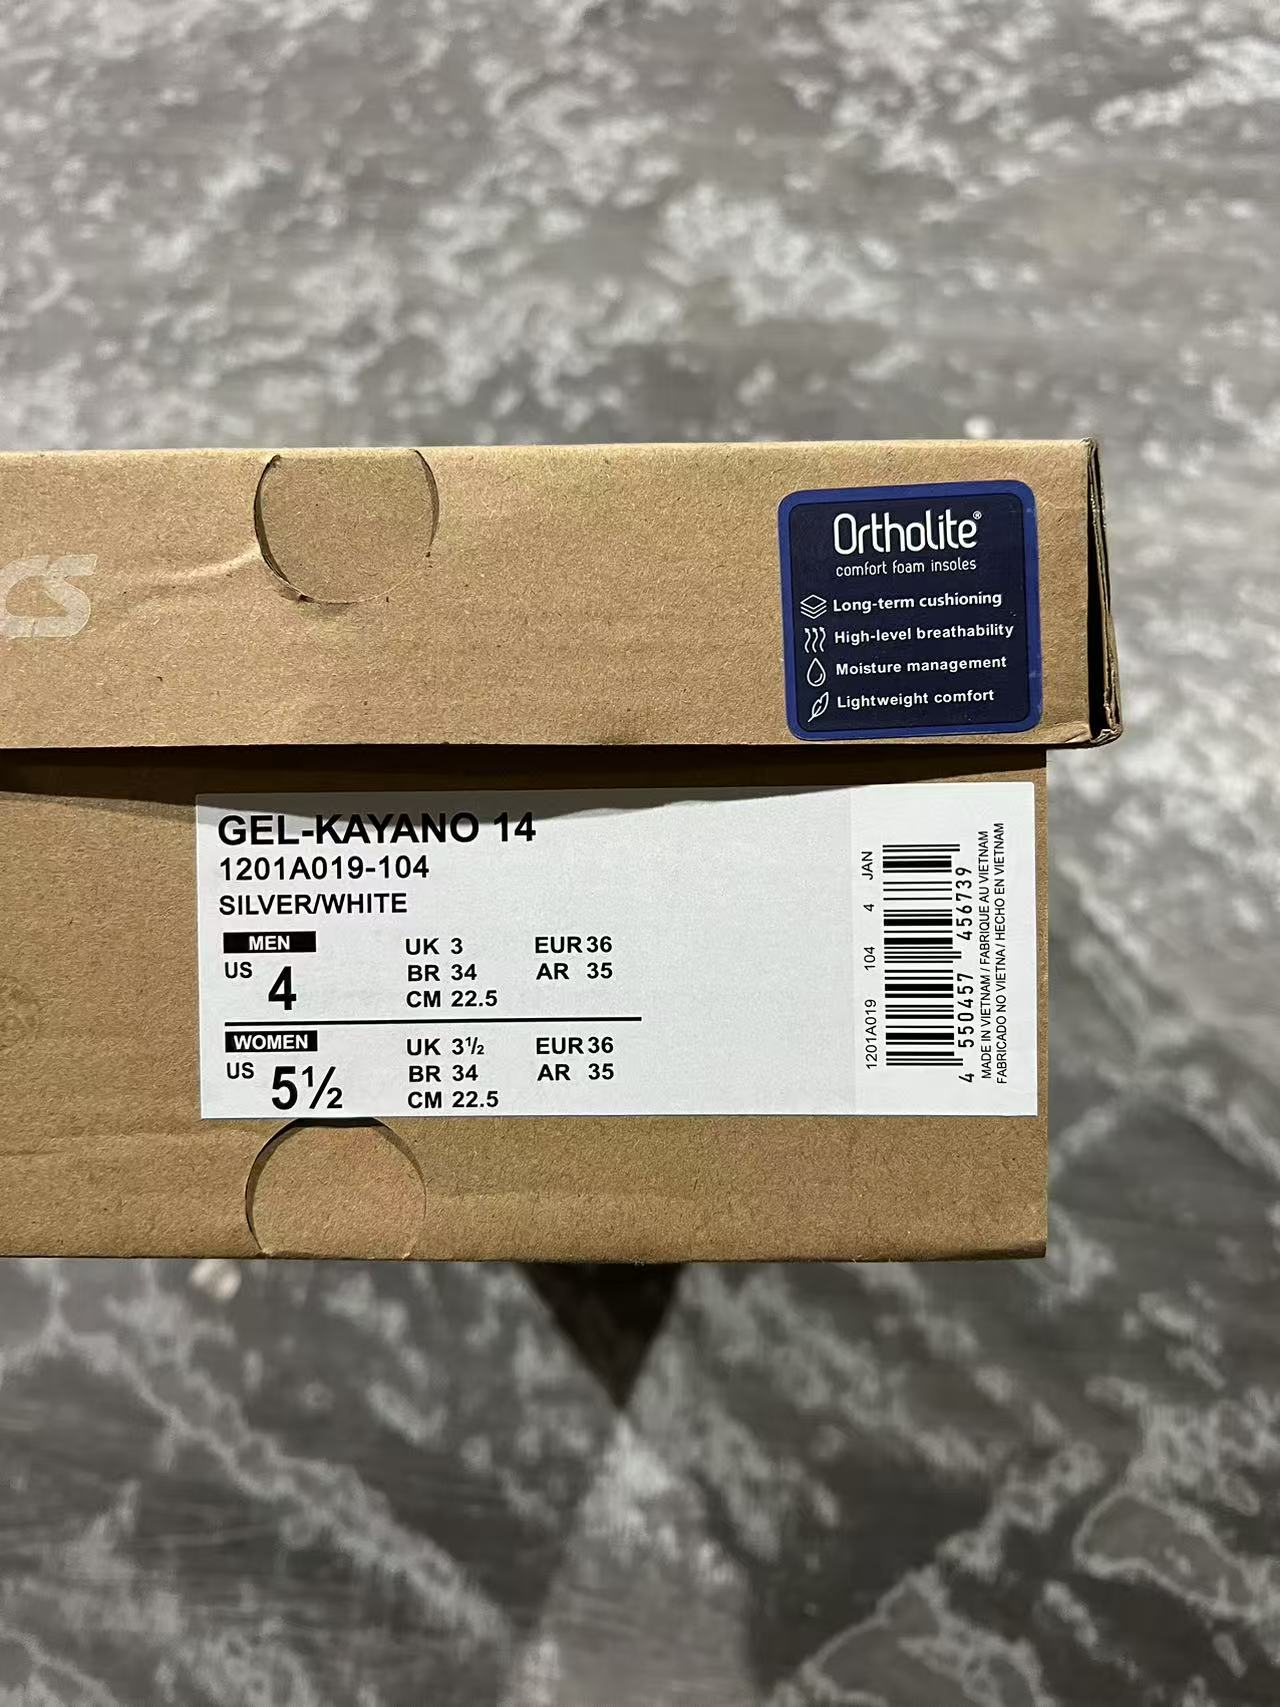 Ortholite®
comfort foam insoles
Long-term cushioning
High-level breathability
Moisture management
Lightweight comfort
GEL-KAYANO 14
1201A019-104
SILVER/WHITE
MEN
US 4
UK 3
BR 34
CM 22.5
EUR 36
AR 35
WOMEN
US 5½
UK 3½
BR 34
CM 22.5
EUR 36
AR 35
1201A019 104 4 JAN
4 550457 456739
MADE IN VIETNAM / FABRIQUE AU VIETNAM
FABRICADO NO VIETNA / HECHO EN VIETNAM